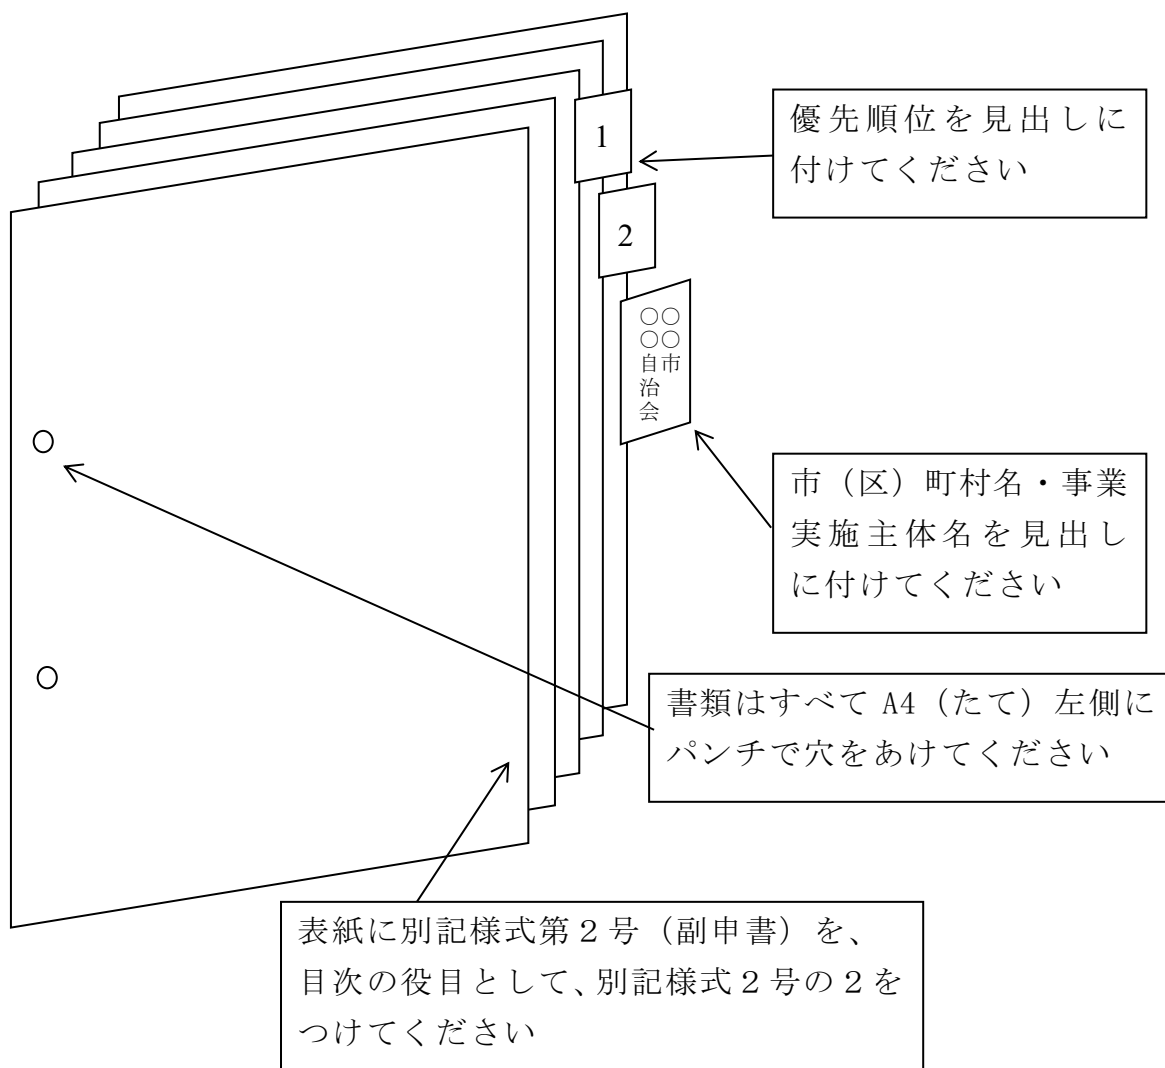 1
優先順位を見出しに
付けてください
2
○○市
○○自治会
市（区）町村名・事業
実施主体名を見出し
に付けてください
書類はすべて A4（たて）左側に
パンチで穴をあけてください
表紙に別記様式第２号（副申書）を、
目次の役目として、別記様式２号の２を
つけてください